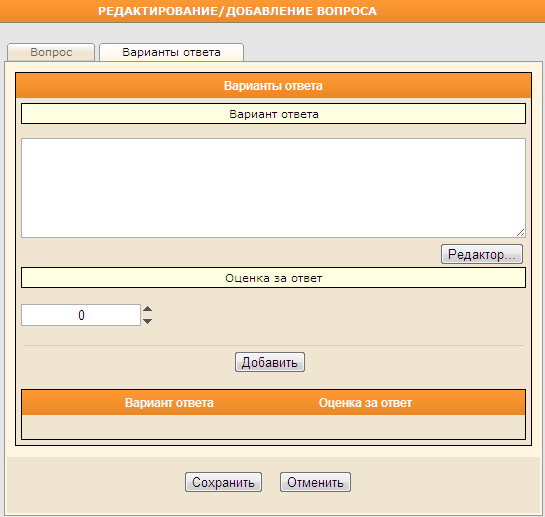 РЕДАКТИРОВАНИЕ/ДОБАВЛЕНИЕ ВОПРОСА
Вопрос Варианты ответа
Варианты ответа
Вариант ответа
Редактор...
Оценка за ответ
0
Добавить
Вариант ответа Оценка за ответ
Сохранить Отменить